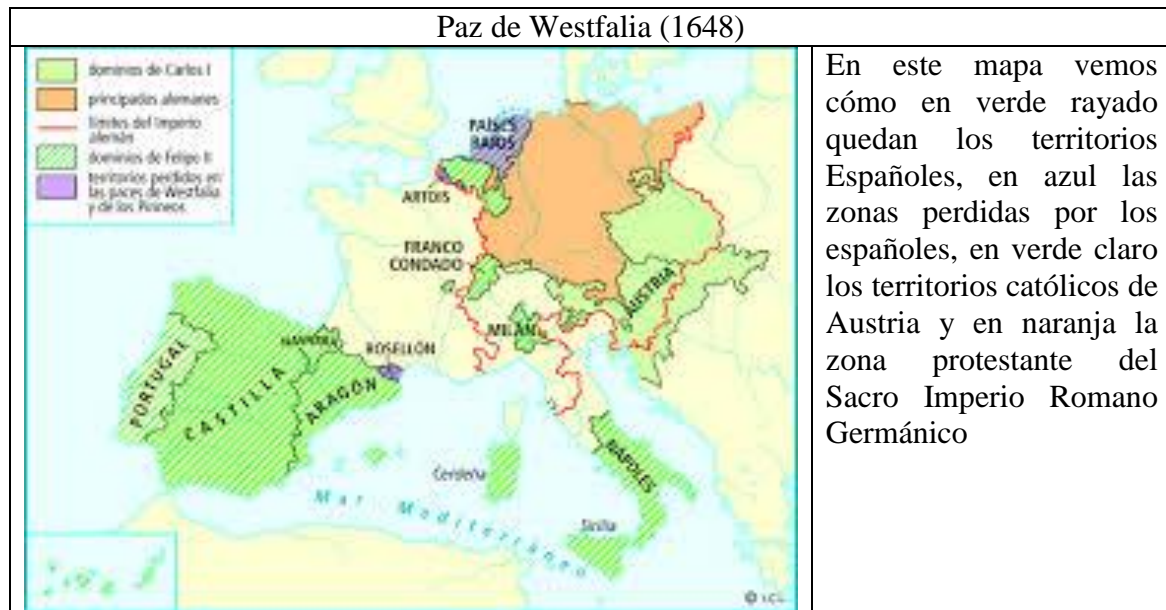 Paz de Westfalia (1648)
dominios de Carlos I
principados alemanes
límites del Imperio
alemán
dominios de Felipe II
territorios perdidos en
las paces de Westfalia
y de los Pirineos
PAÍSES
BAJOS
ARTOIS
FRANCO
CONDADO
AUSTRIA
MILÁN
NAVARRA
ROSELLÓN
PORTUGAL
CASTILLA
ARAGÓN
NÁPOLES
Cerdeña
Sicilia
Mar Mediterráneo
En este mapa vemos
cómo en verde rayado
quedan los territorios
Españoles, en azul las
zonas perdidas por los
españoles, en verde claro
los territorios católicos de
Austria y en naranja la
zona protestante del
Sacro Imperio Romano
Germánico